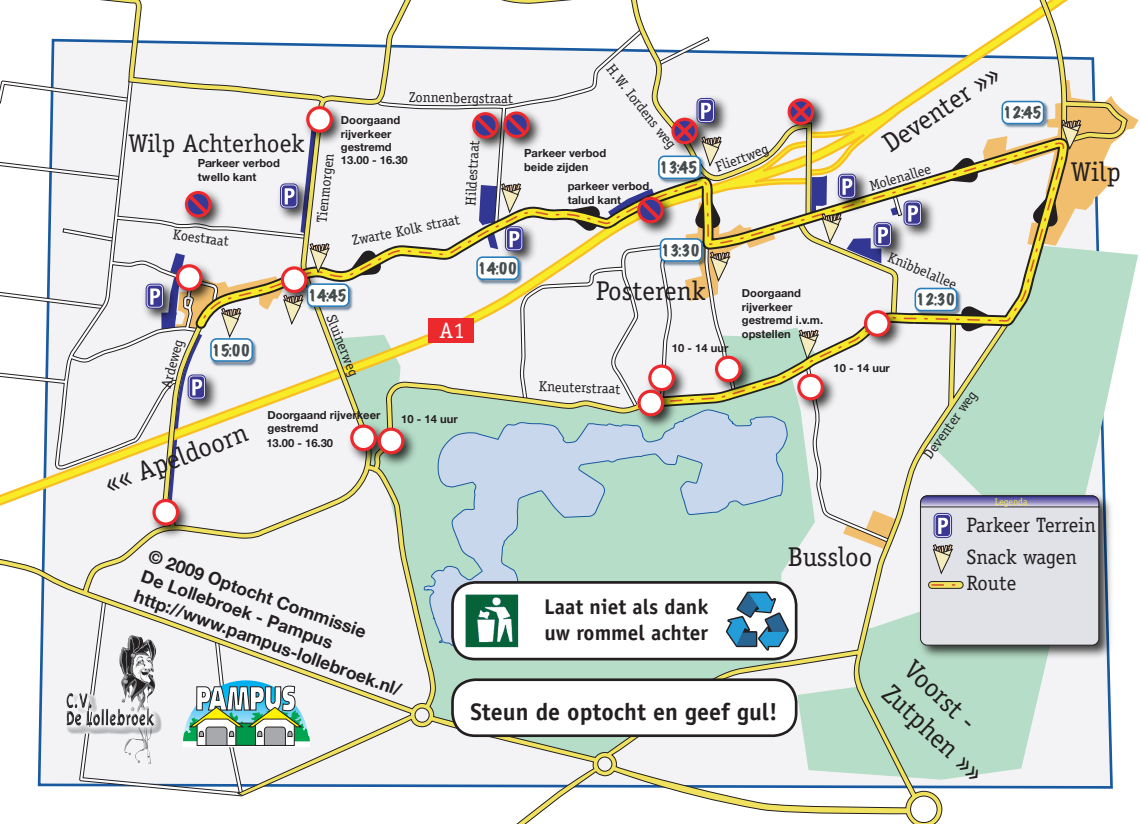 Zonnenbergstraat
H.W. Iordens weg
Deventer »»
12:45
Wilp
Doorgaand
rijverkeer
gestremd
13.00 - 16.30
Wilp Achterhoek
Parkeer verbod
twello kant
Tienmorgen
Hildestraat
Parkeer verbod
beide zijden
parkeer verbod
talud kant
13:45
Fliertweg
Molenallee
P
P
P
P
P
P
P
P
Koestraat
Zwarte Kolk straat
14:00
13:30
Knibbelallee
12:30
Posterenk
14:45
15:00
Sluinerweg
Ardeweg
A1
Doorgaand
rijverkeer
gestremd i.v.m.
opstellen
10 - 14 uur
10 - 14 uur
Kneuterstraat
Deventer weg
Doorgaand rijverkeer
gestremd
13.00 - 16.30
10 - 14 uur
«« Apeldoorn
Legenda
P Parkeer Terrein
Snack wagen
Route
Bussloo
© 2009 Optocht Commissie
De Lollebroek - Pampus
http://www.pampus-lollebroek.nl/
Laat niet als dank
uw rommel achter
Steun de optocht en geef gul!
Voorst -
Zutphen »»
C.V.
De Lollebroek
PAMPUS